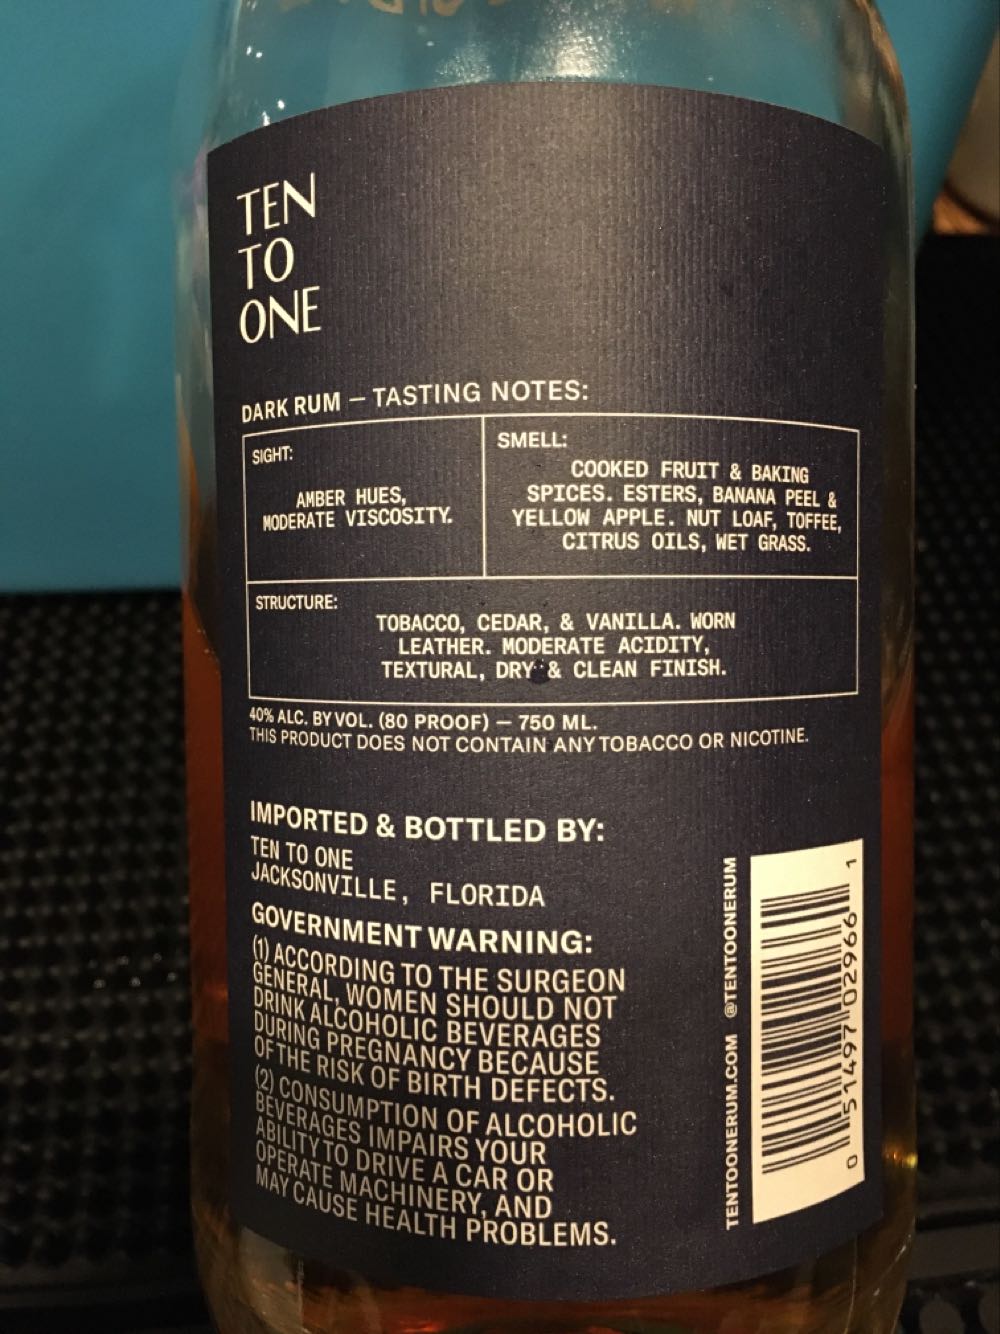 TEN
TO
ONE
DARK RUM – TASTING NOTES:
SIGHT:
AMBER HUES,
MODERATE VISCOSITY.
SMELL:
COOKED FRUIT & BAKING
SPICES. ESTERS, BANANA PEEL &
YELLOW APPLE. NUT LOAF, TOFFEE,
CITRUS OILS, WET GRASS.
STRUCTURE:
TOBACCO, CEDAR, & VANILLA. WORN
LEATHER. MODERATE ACIDITY,
TEXTURAL, DRY & CLEAN FINISH.
40% ALC. BY VOL. (80 PROOF) – 750 ML.
THIS PRODUCT DOES NOT CONTAIN ANY TOBACCO OR NICOTINE.
IMPORTED & BOTTLED BY:
TEN TO ONE
JACKSONVILLE, FLORIDA
GOVERNMENT WARNING:
(1) ACCORDING TO THE SURGEON
GENERAL, WOMEN SHOULD NOT
DRINK ALCOHOLIC BEVERAGES
DURING PREGNANCY BECAUSE
OF THE RISK OF BIRTH DEFECTS.
(2) CONSUMPTION OF ALCOHOLIC
BEVERAGES IMPAIRS YOUR
ABILITY TO DRIVE A CAR OR
OPERATE MACHINERY, AND
MAY CAUSE HEALTH PROBLEMS.
TENTOONERUM.COM @TENTOONERUM
0 51497 02966 1